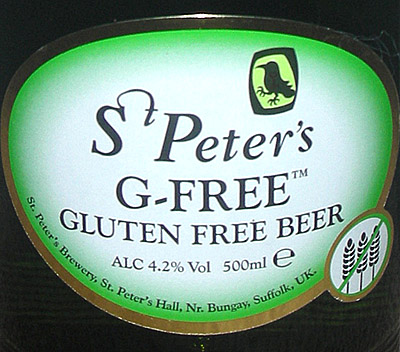 St Peter's
G-FREE™
GLUTEN FREE BEER
ALC 4.2% Vol 500ml ℮
St. Peter's Brewery, St. Peter's Hall, Nr. Bungay, Suffolk, UK.